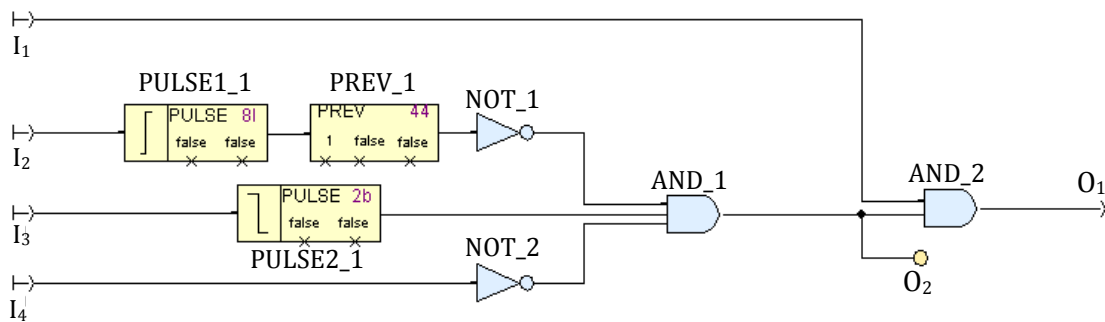 I₁
PULSE1_1 PREV_1
NOT_1
PULSE 8l
false false
PREV 44
1 false false
I₂
AND_1
AND_2
O₁
PULSE 2b
false false
I₃
PULSE2_1
NOT_2
O₂
I₄